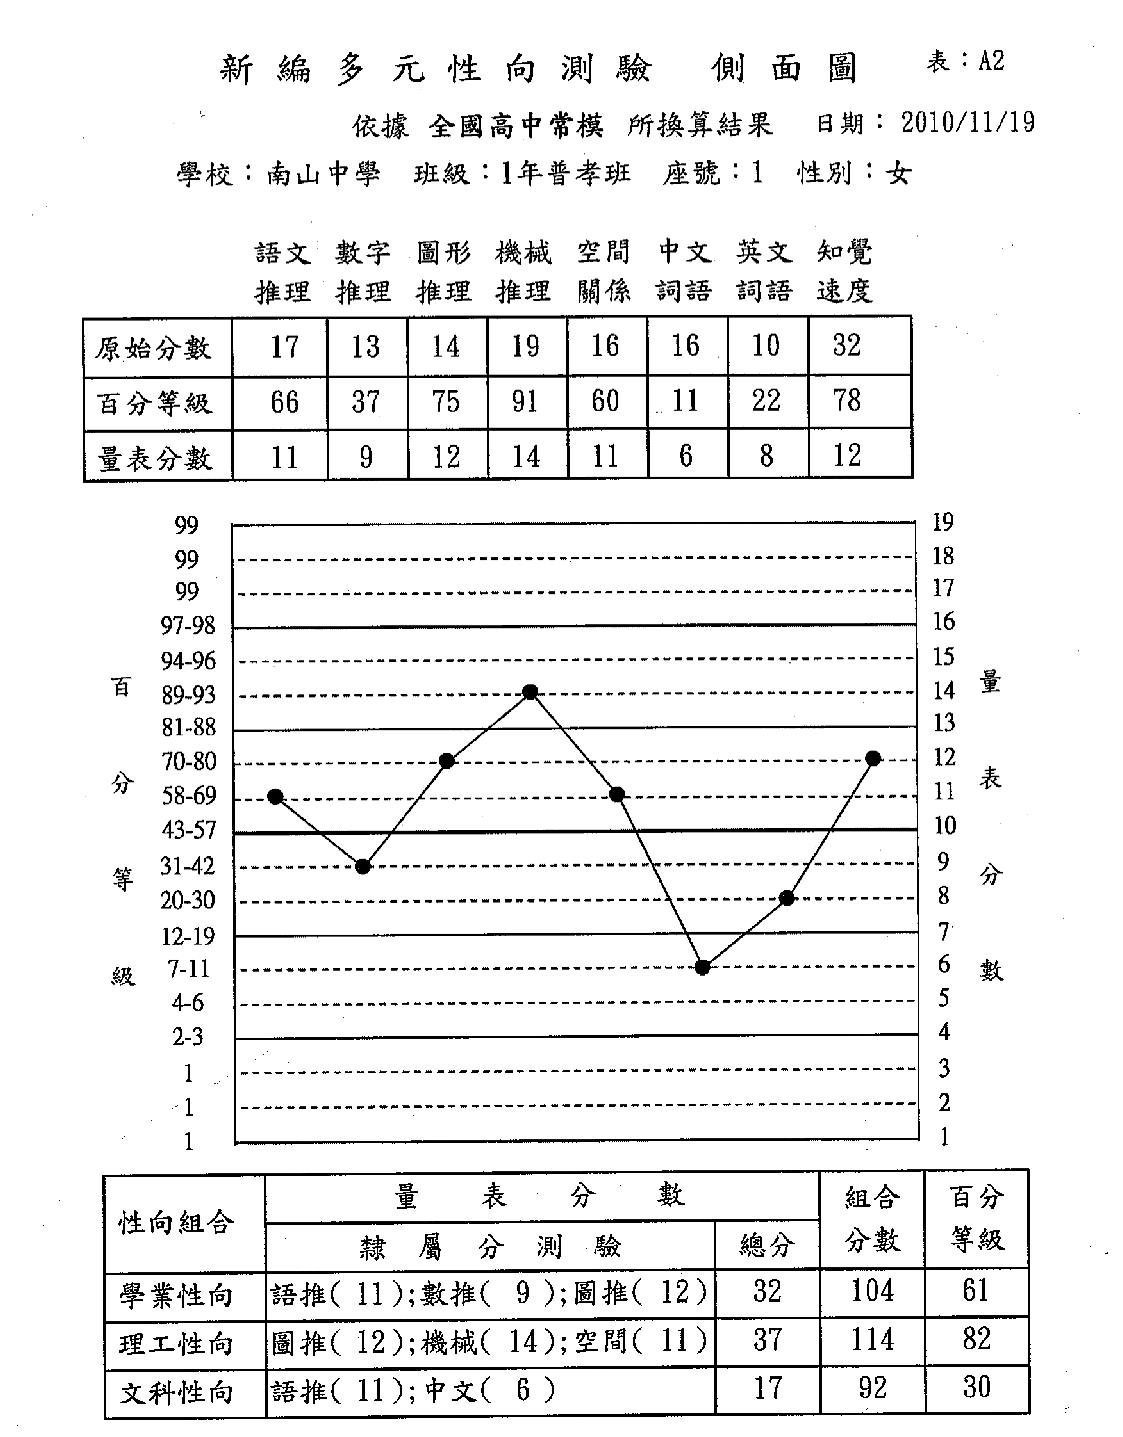 新編多元性向測驗 側面圖 表：A2
依據 全國高中常模 所換算結果 日期： 2010/11/19
學校：南山中學 班級：1年普孝班 座號：1 性別：女
語文 數字 圖形 機械 空間 中文 英文 知覺
推理 推理 推理 推理 關係 詞語 詞語 速度
原始分數 17 13 14 19 16 16 10 32
百分等級 66 37 75 91 60 11 22 78
量表分數 11 9 12 14 11 6 8 12
99 19
99 18
99 17
97-98 16
94-96 15
89-93 14
81-88 13
70-80 12
58-69 11
43-57 10
31-42 9
20-30 8
12-19 7
7-11 6
4-6 5
2-3 4
1 3
1 2
1 1
百分等級
量表分數
性向組合 量表分數 組合分數 百分等級
隸屬分測驗 總分
學業性向 語推( 11);數推( 9 );圖推( 12) 32 104 61
理工性向 圖推( 12);機械( 14);空間( 11) 37 114 82
文科性向 語推( 11);中文( 6 ) 17 92 30